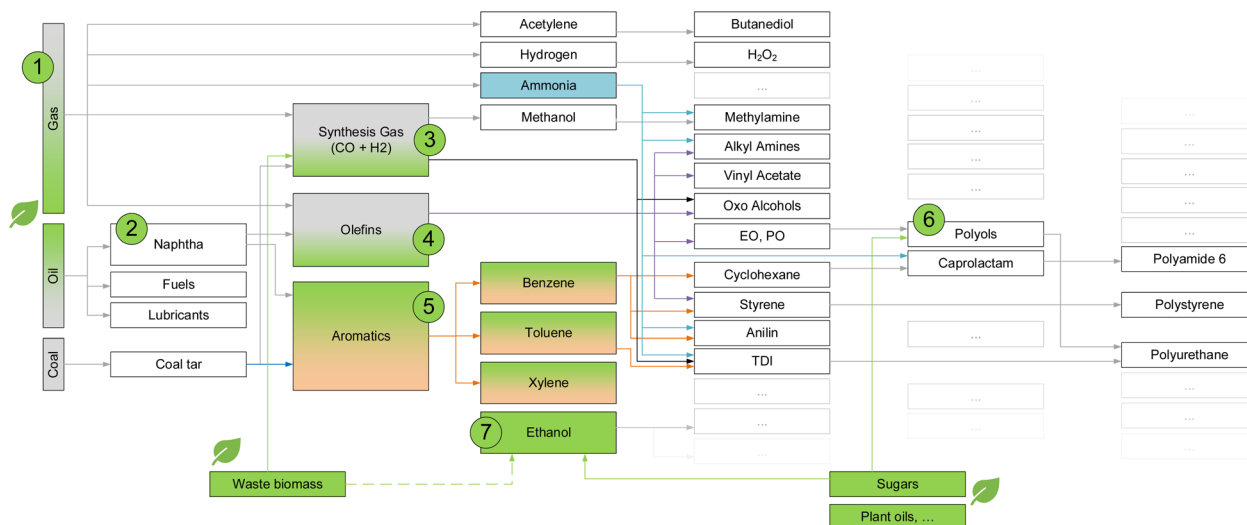 Acetylene
Butanediol
1
Hydrogen
H₂O₂
...
Ammonia
...
...
Gas
Synthesis Gas
(CO + H2)
3
Methanol
Methylamine
...
...
Alkyl Amines
...
...
Vinyl Acetate
...
...
Oxo Alcohols
...
2
Naphtha
Olefins
4
EO, PO
6
Polyols
...
Oil
Fuels
Benzene
Cyclohexane
Caprolactam
Polyamide 6
Lubricants
Aromatics
5
Styrene
Polystyrene
Toluene
Anilin
...
Coal
Coal tar
TDI
Polyurethane
Xylene
...
...
...
7
Ethanol
...
...
...
...
...
Waste biomass
Sugars
Plant oils, ...